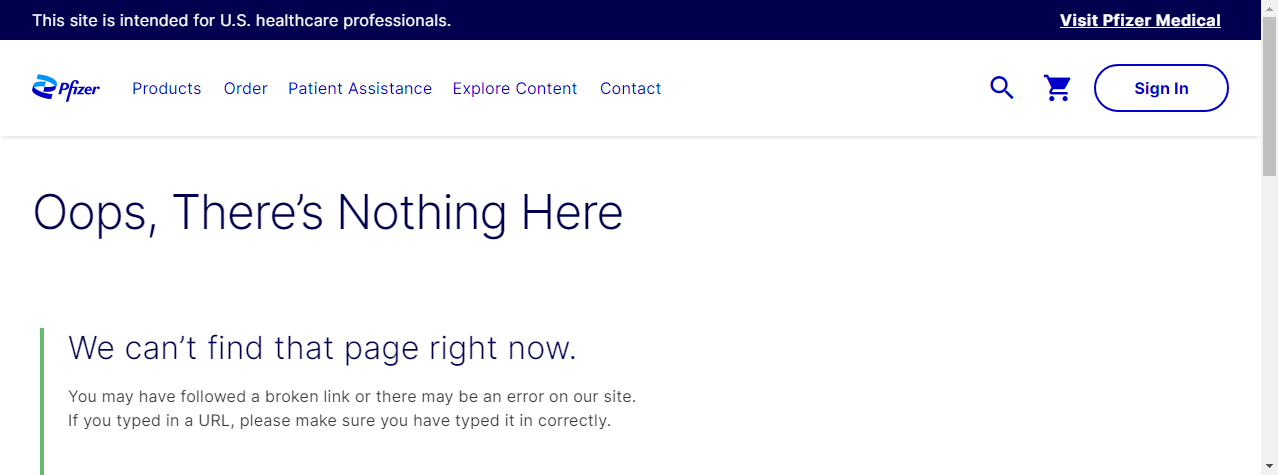 This site is intended for U.S. healthcare professionals. Visit Pfizer Medical
Pfizer Products Order Patient Assistance Explore Content Contact Sign In
Oops, There’s Nothing Here
We can’t find that page right now.
You may have followed a broken link or there may be an error on our site.
If you typed in a URL, please make sure you have typed it in correctly.